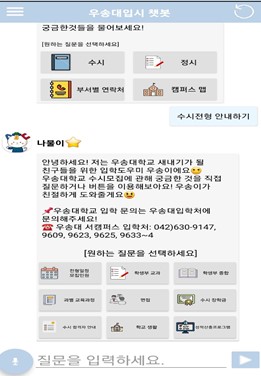 우송대입시 챗봇
궁금한것들을 물어보세요!
[원하는 질문을 선택하세요]
수시
정시
부서별 연락처
캠퍼스 맵
수시전형 안내하기
나물이
안녕하세요! 저는 우송대학교 새내기가 될
친구들을 위한 입학도우미 우송이에요
우송대학교 수시모집에 관해 궁금한 것을 직접
질문하거나 버튼을 이용해보아요! 우송이가
친절하게 도와줄게요
우송대학교 입학 문의는 우송대입학처에
문의해주세요!
우송대 서캠퍼스 입학처: 042)630-9147,
9609, 9623, 9625, 9633~4
[원하는 질문을 선택하세요]
전형일정
모집인원
학생부 교과
학생부 종합
과별 교육과정
면접
수시 장학금
수시 합격자 안내
학교 생활
질문을 입력하세요.